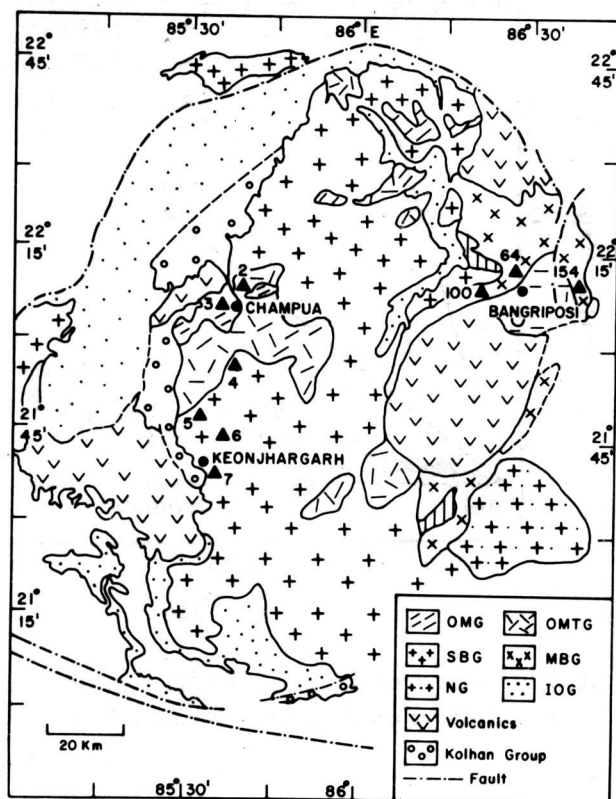 85° 30' 86° E 86° 30'
22° 45'
22° 45'
22° 15'
22° 15'
2
64
154
3
CHAMPUA
100
BANGRIPOSI
4
5
6
21° 45'
21° 45'
KEONJHARGARH
7
21° 15'
21° 15'
OMG OMTG
SBG MBG
NG IOG
Volcanics
Kolhan Group
Fault
20 Km
85° 30' 86°